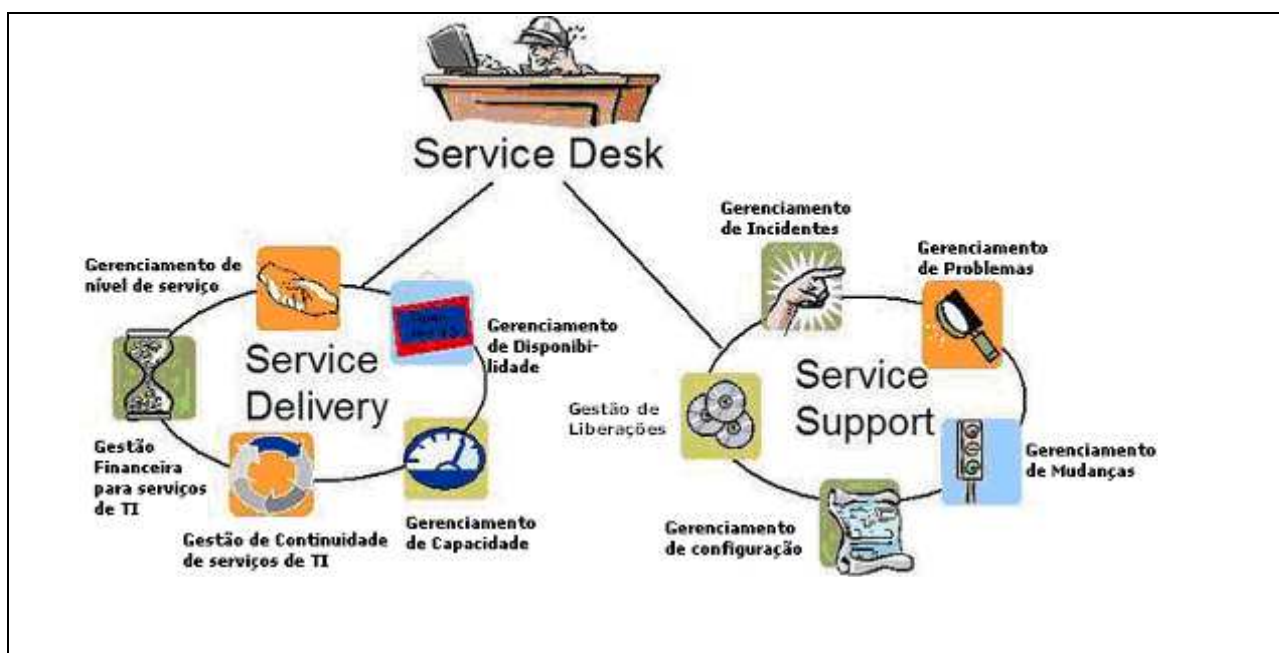 Service Desk
Gerenciamento de
nível de serviço
Service
Delivery
Gerenciamento
de Disponibi-
lidade
Gestão
Financeira
para serviços
de TI
Gestão de Continuidade
de serviços de TI
Gerenciamento
de Capacidade
Gerenciamento
de Incidentes
Gerenciamento
de Problemas
Service
Support
Gestão de
Liberações
Gerenciamento
de Mudanças
Gerenciamento
de configuração